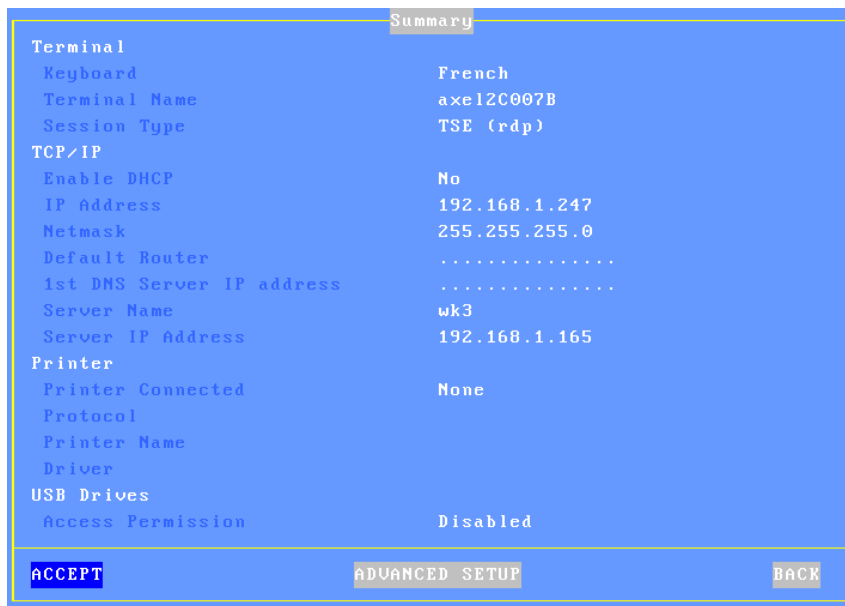 Summary
Terminal
Keyboard French
Terminal Name axel2C007B
Session Type TSE (rdp)
TCP/IP
Enable DHCP No
IP Address 192.168.1.247
Netmask 255.255.255.0
Default Router ...............
1st DNS Server IP address ...............
Server Name wk3
Server IP Address 192.168.1.165
Printer
Printer Connected None
Protocol
Printer Name
Driver
USB Drives
Access Permission Disabled
ACCEPT ADVANCED SETUP BACK